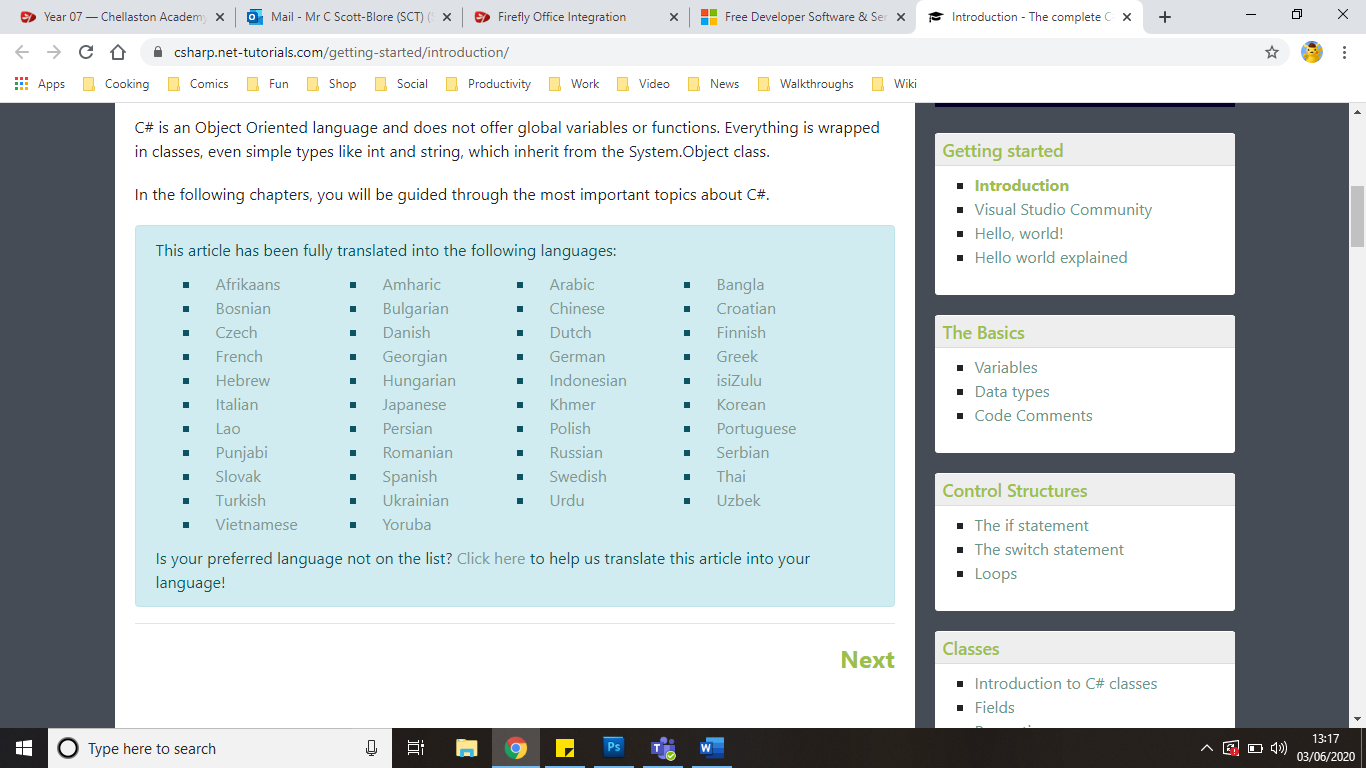 Year 07 — Chellaston Academy
Mail - Mr C Scott-Blore (SCT) (
Firefly Office Integration
Free Developer Software & Ser
Introduction - The complete C
csharp.net-tutorials.com/getting-started/introduction/
Apps Cooking Comics Fun Shop Social Productivity Work Video News Walkthroughs Wiki
C# is an Object Oriented language and does not offer global variables or functions. Everything is wrapped
in classes, even simple types like int and string, which inherit from the System.Object class.
In the following chapters, you will be guided through the most important topics about C#.
This article has been fully translated into the following languages:
Afrikaans Amharic Arabic Bangla
Bosnian Bulgarian Chinese Croatian
Czech Danish Dutch Finnish
French Georgian German Greek
Hebrew Hungarian Indonesian isiZulu
Italian Japanese Khmer Korean
Lao Persian Polish Portuguese
Punjabi Romanian Russian Serbian
Slovak Spanish Swedish Thai
Turkish Ukrainian Urdu Uzbek
Vietnamese Yoruba
Is your preferred language not on the list? Click here to help us translate this article into your
language!
Next
Getting started
Introduction
Visual Studio Community
Hello, world!
Hello world explained
The Basics
Variables
Data types
Code Comments
Control Structures
The if statement
The switch statement
Loops
Classes
Introduction to C# classes
Fields
Type here to search
Ps
13:17
03/06/2020